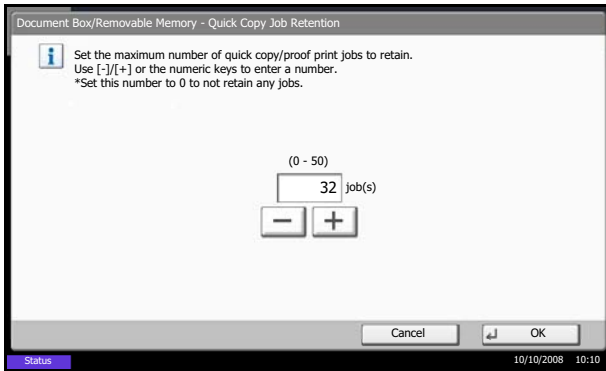 Document Box/Removable Memory - Quick Copy Job Retention
Set the maximum number of quick copy/proof print jobs to retain.
Use [-]/[+] or the numeric keys to enter a number.
*Set this number to 0 to not retain any jobs.
(0 - 50)
32 job(s)
Cancel
OK
Status
10/10/2008 10:10